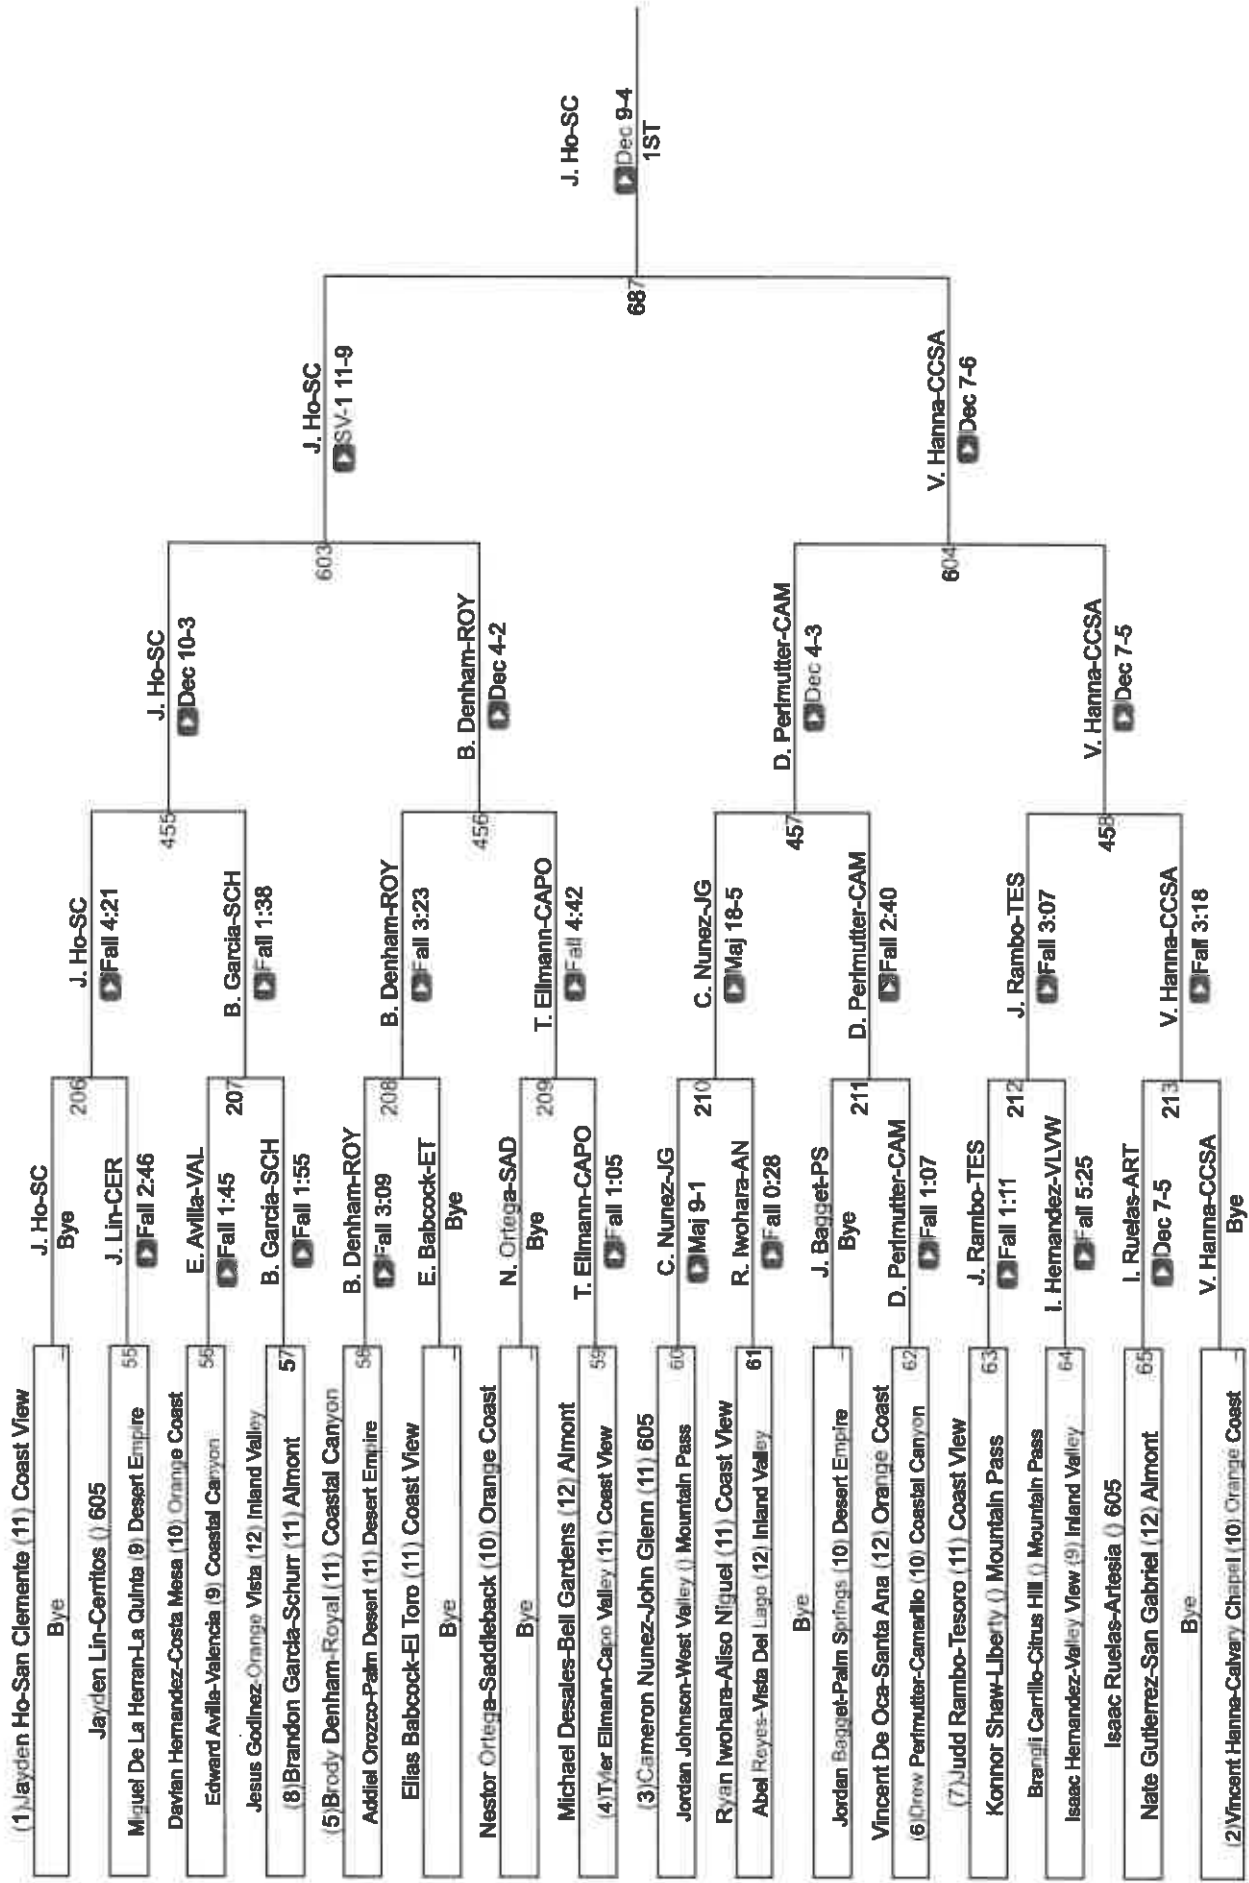 (1)Jayden Ho-San Clemente (11) Coast View
Bye
Jayden Lin-Cerritos () 605
Miguel De La Herran-La Quinta (9) Desert Empire
55
Davian Hernandez-Costa Mesa (10) Orange Coast
Edward Avilla-Valencia (9) Coastal Canyon
56
Jesus Godinez-Orange Vista (12) Inland Valley
(8)Brandon Garcia-Schurr (11) Almont
57
(5)Brody Denham-Royal (11) Coastal Canyon
Addiel Orozco-Palm Desert (11) Desert Empire
58
Elias Babcock-El Toro (11) Coast View
Bye
Nestor Ortega-Saddleback (10) Orange Coast
Bye
Michael Desales-Bell Gardens (12) Almont
(4)Tyler Ellmann-Capo Valley (11) Coast View
59
(3)Cameron Nunez-John Glenn (11) 605
Jordan Johnson-West Valley () Mountain Pass
60
Ryan Iwohara-Aliso Niguel (11) Coast View
Abel Reyes-Vista Del Lago (12) Inland Valley
61
Bye
Jordan Bagget-Palm Springs (10) Desert Empire
Vincent De Oca-Santa Ana (12) Orange Coast
(6)Drew Perlmutter-Camarillo (10) Coastal Canyon
62
(7)Judd Rambo-Tesoro (11) Coast View
Konnor Shaw-Liberty () Mountain Pass
63
Brangli Carrillo-Citrus Hill () Mountain Pass
Isaac Hernandez-Valley View (9) Inland Valley
64
Isaac Ruelas-Artesia () 605
Nate Gutierrez-San Gabriel (12) Almont
65
Bye
(2)Vincent Hanna-Calvary Chapel (10) Orange Coast
J. Ho-SC
Bye
206
J. Lin-CER
Fall 2:46
E. Avilla-VAL
Fall 1:45
207
B. Garcia-SCH
Fall 1:55
B. Denham-ROY
Fall 3:09
208
E. Babcock-ET
Bye
N. Ortega-SAD
Bye
209
T. Ellmann-CAPO
Fall 1:05
C. Nunez-JG
Maj 9-1
210
R. Iwohara-AN
Fall 0:28
J. Bagget-PS
Bye
211
D. Perlmutter-CAM
Fall 1:07
J. Rambo-TES
Fall 1:11
212
I. Hernandez-VLVW
Fall 5:25
I. Ruelas-ART
Dec 7-5
213
V. Hanna-CCSA
Bye
J. Ho-SC
Fall 4:21
455
B. Garcia-SCH
Fall 1:38
B. Denham-ROY
Fall 3:23
456
T. Ellmann-CAPO
Fall 4:42
C. Nunez-JG
Maj 18-5
457
D. Perlmutter-CAM
Fall 2:40
J. Rambo-TES
Fall 3:07
458
V. Hanna-CCSA
Fall 3:18
J. Ho-SC
Dec 10-3
603
B. Denham-ROY
Dec 4-2
D. Perlmutter-CAM
Dec 4-3
604
V. Hanna-CCSA
Dec 7-5
J. Ho-SC
SV-1 11-9
687
V. Hanna-CCSA
Dec 7-6
J. Ho-SC
Dec 9-4
1ST